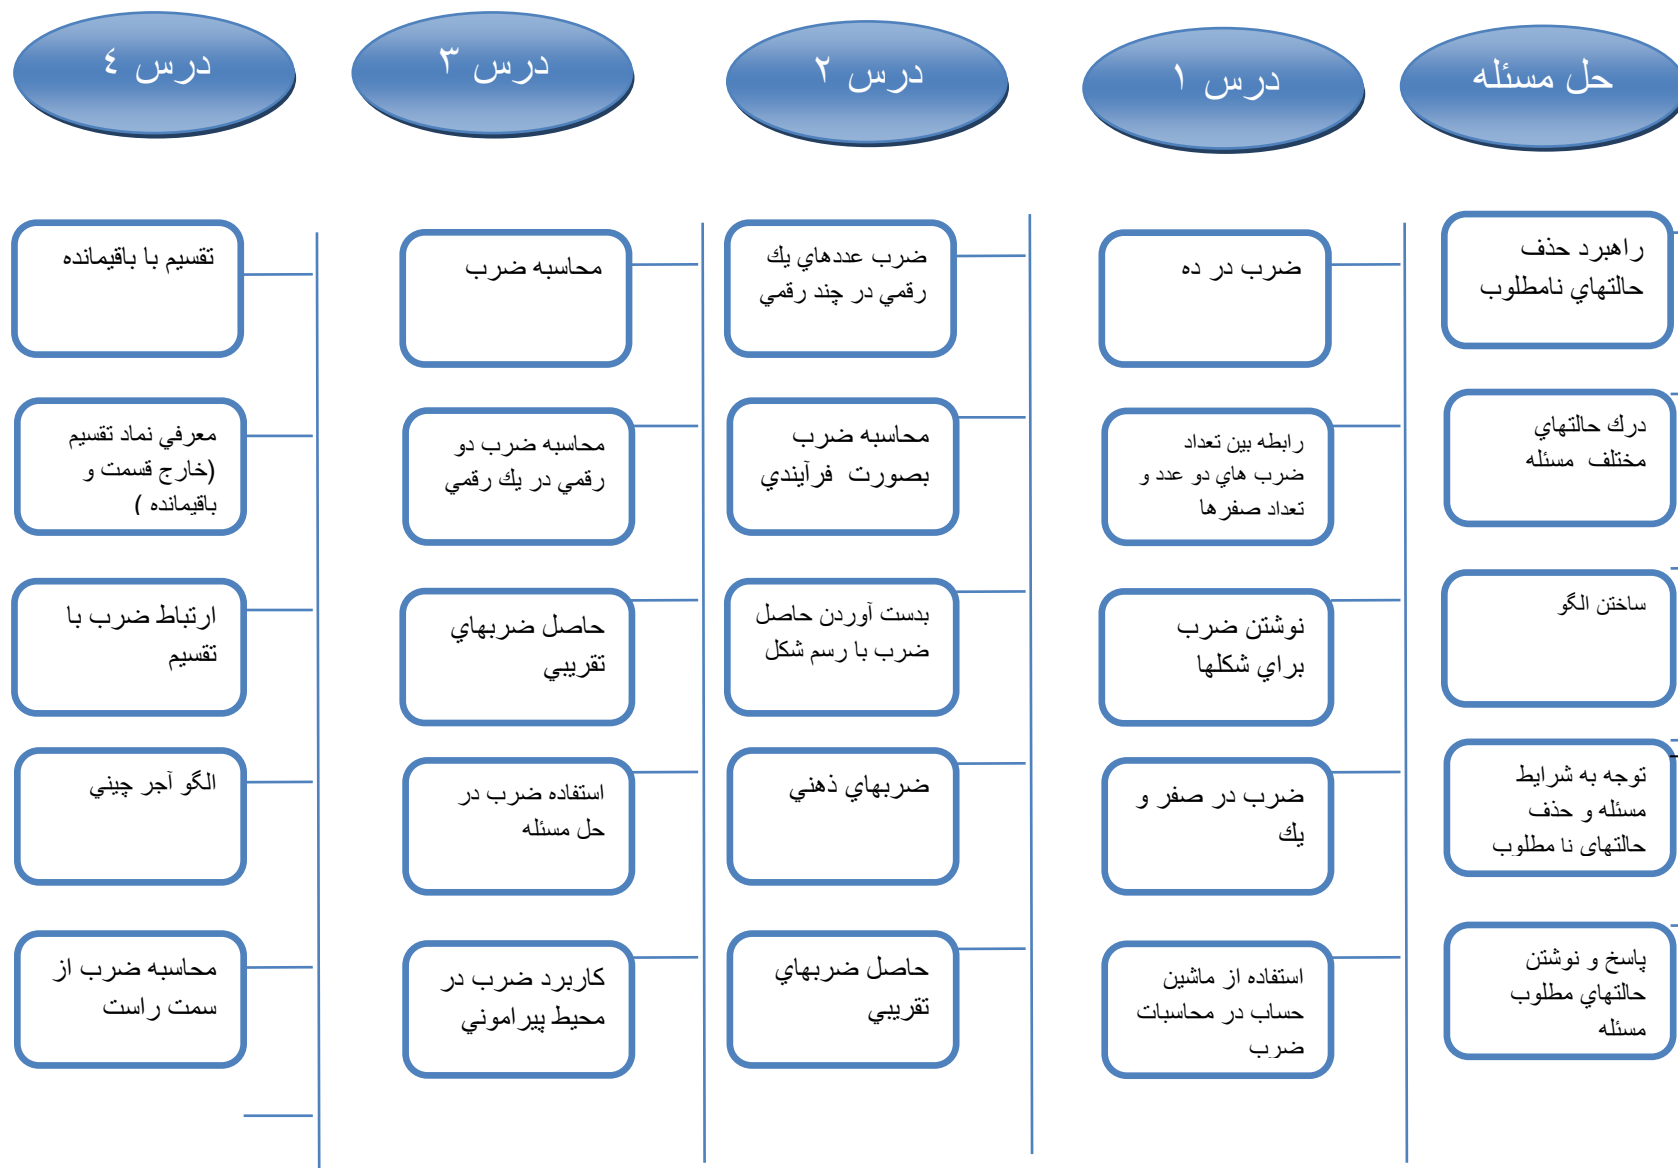 حل مسئله
راهبرد حذف
حالتهاي نامطلوب
درك حالتهاي
مختلف مسئله
ساختن الگو
توجه به شرايط
مسئله و حذف
حالتهاي نا مطلوب
پاسخ و نوشتن
حالتهاي مطلوب
مسئله
درس ١
ضرب در ده
رابطه بين تعداد
ضرب هاي دو عدد و
تعداد صفرها
نوشتن ضرب
براي شكلها
ضرب در صفر و
يك
استفاده از ماشين
حساب در محاسبات
ضرب
درس ٢
ضرب عددهاي يك
رقمي در چند رقمي
محاسبه ضرب
بصورت فرآيندي
بدست آوردن حاصل
ضرب با رسم شكل
ضربهاي ذهني
حاصل ضربهاي
تقريبي
درس ٣
محاسبه ضرب
محاسبه ضرب دو
رقمي در يك رقمي
حاصل ضربهاي
تقريبي
استفاده ضرب در
حل مسئله
كاربرد ضرب در
محيط پيراموني
درس ٤
تقسيم با باقيمانده
معرفي نماد تقسيم
(خارج قسمت و
باقيمانده )
ارتباط ضرب با
تقسيم
الگو آجر چيني
محاسبه ضرب از
سمت راست